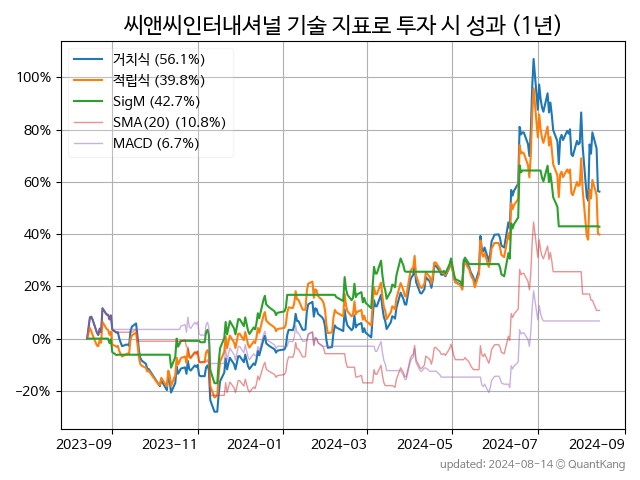 씨앤씨인터내셔널 기술 지표로 투자 시 성과 (1년)
거치식 (56.1%)
적립식 (39.8%)
SigM (42.7%)
SMA(20) (10.8%)
MACD (6.7%)
100%
80%
60%
40%
20%
0%
−20%
2023−09 2023−11 2024−01 2024−03 2024−05 2024−07 2024−09
updated: 2024−08−14 © QuantKang